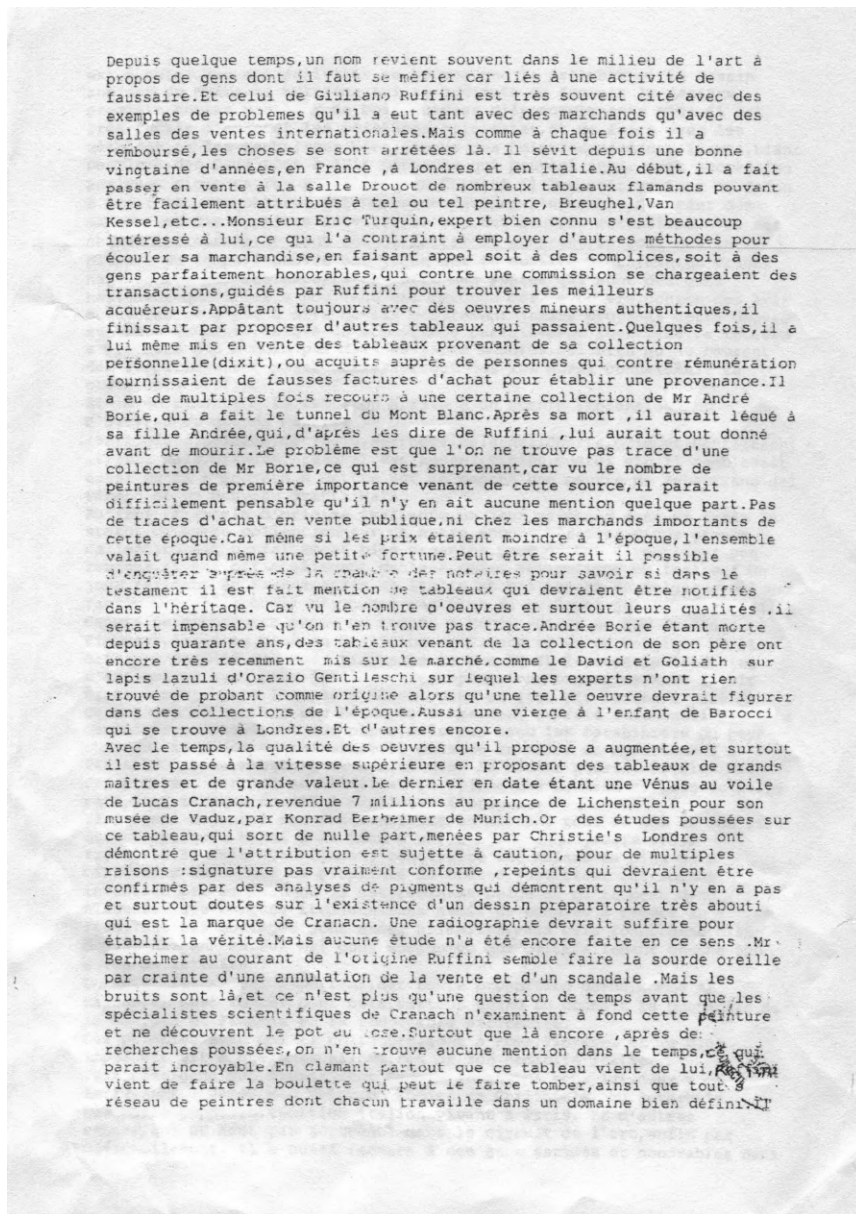 Depuis quelque temps,un nom revient souvent dans le milieu de l'art à
propos de gens dont il faut se méfier car liés à une activité de
faussaire.Et celui de Giuliano Ruffini est très souvent cité avec des
exemples de problemes qu'il a eut tant avec des marchands qu'avec des
salles des ventes internationales.Mais comme à chaque fois il a
remboursé,les choses se sont arrétées là. Il sévit depuis une bonne
vingtaine d'années,en France ,à Londres et en Italie.Au début,il a fait
passer en vente à la salle Drouot de nombreux tableaux flamands pouvant
être facilement attribués à tel ou tel peintre, Breughel,Van
Kessel,etc...Monsieur Eric Turquin,expert bien connu s'est beaucoup
intéressé à lui,ce qui l'a contraint à employer d'autres méthodes pour
écouler sa marchandise,en faisant appel soit à des complices,soit à des
gens parfaitement honorables,qui contre une commission se chargeaient des
transactions,guidés par Ruffini pour trouver les meilleurs
acquéreurs.Appâtant toujours avec des oeuvres mineurs authentiques,il
finissait par proposer d'autres tableaux qui passaient.Quelques fois,il a
lui même mis en vente des tableaux provenant de sa collection
personnelle(dixit),ou acquits auprès de personnes qui contre rémunération
fournissaient de fausses factures d'achat pour établir une provenance.Il
a eu de multiples fois recours à une certaine collection de Mr André
Borie,qui a fait le tunnel du Mont Blanc.Après sa mort ,il aurait légué à
sa fille Andrée,qui,d'après les dire de Ruffini ,lui aurait tout donné
avant de mourir.Le problême est que l'on ne trouve pas trace d'une
collection de Mr Borie,ce qui est surprenant,car vu le nombre de
peintures de première importance venant de cette source,il parait
difficilement pensable qu'il n'y en ait aucune mention quelque part.Pas
de traces d'achat en vente publique,ni chez les marchands importants de
cette époque.Car même si les prix étaient moindre à l'époque,l'ensemble
valait quand même une petite fortune.Peut être serait il possible
d'enquêter auprés de la chambre des notaires pour savoir si dans le
testament il est fait mention de tableaux qui devraient être notifiés
dans l'héritage. Car vu le nombre d'oeuvres et surtout leurs qualités ,il
serait impensable qu'on n'en trouve pas trace.Andrée Borie étant morte
depuis quarante ans,des tableaux venant de la collection de son père ont
encore très recemment mis sur le marché,comme le David et Goliath sur
lapis lazuli d'Orazio Gentileschi sur lequel les experts n'ont rien
trouvé de probant comme origine alors qu'une telle oeuvre devrait figurer
dans des collections de l'époque.Aussi une vierge à l'enfant de Barocci
qui se trouve à Londres.Et d'autres encore.
Avec le temps,la qualité des oeuvres qu'il propose a augmentée,et surtout
il est passé à la vitesse supérieure en proposant des tableaux de grands
maîtres et de grande valeur.Le dernier en date étant une Vénus au voile
de Lucas Cranach,revendue 7 millions au prince de Lichenstein pour son
musée de Vaduz,par Konrad Berheimer de Munich.Or des études poussées sur
ce tableau,qui sort de nulle part,menées par Christie's Londres ont
démontré que l'attribution est sujette à caution, pour de multiples
raisons :signature pas vraiment conforme ,repeints qui devraient être
confirmés par des analyses de pigments qui démontrent qu'il n'y en a pas
et surtout doutes sur l'existence d'un dessin préparatoire très abouti
qui est la marque de Cranach. Une radiographie devrait suffire pour
établir la vérité.Mais aucune étude n'a été encore faite en ce sens .Mr
Berheimer au courant de l'origine Ruffini semble faire la sourde oreille
par crainte d'une annulation de la vente et d'un scandale .Mais les
bruits sont là,et ce n'est plus qu'une question de temps avant que les
spécialistes scientifiques de Cranach n'examinent à fond cette peinture
et ne découvrent le pot au rose.Surtout que là encore ,après de
recherches poussées,on n'en trouve aucune mention dans le temps,ce qui
parait incroyable.En clamant partout que ce tableau vient de lui,Ruffini
vient de faire la boulette qui peut le faire tomber,ainsi que tout
réseau de peintres dont chacun travaille dans un domaine bien défini.Il